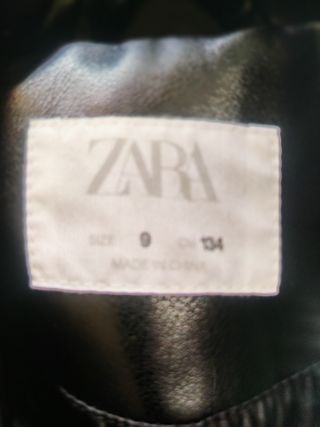 ZARA
SIZE 9 CM 134
MADE IN CHINA